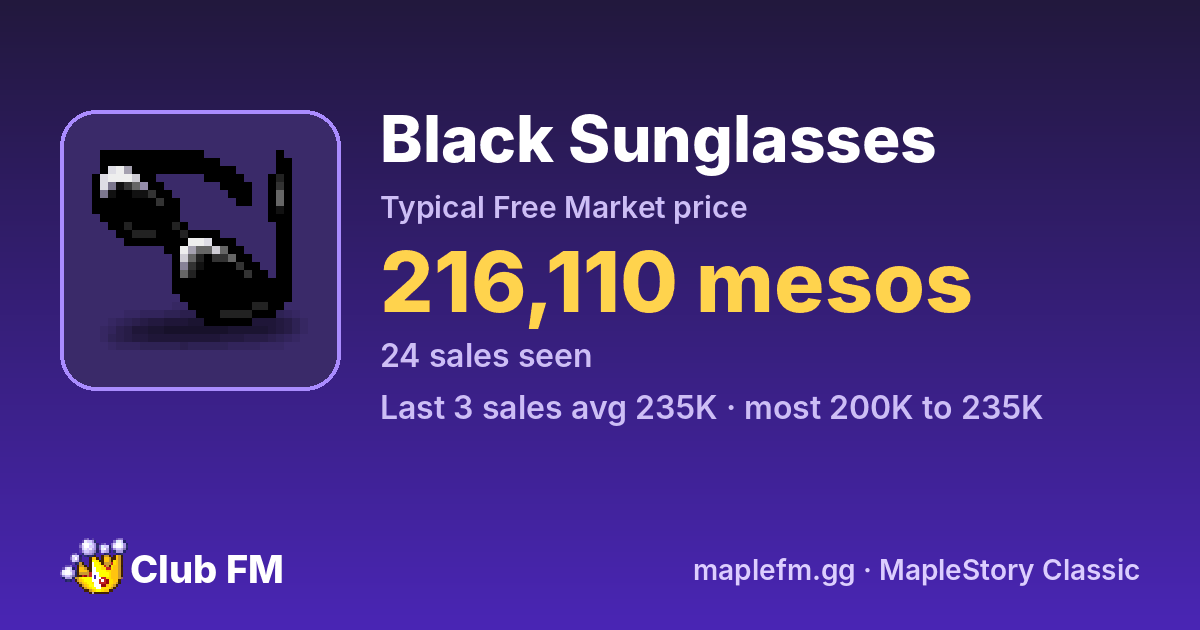 Black Sunglasses
Typical Free Market price
216,110 mesos
24 sales seen
Last 3 sales avg 235K · most 200K to 235K
Club FM
maplefm.gg · MapleStory Classic